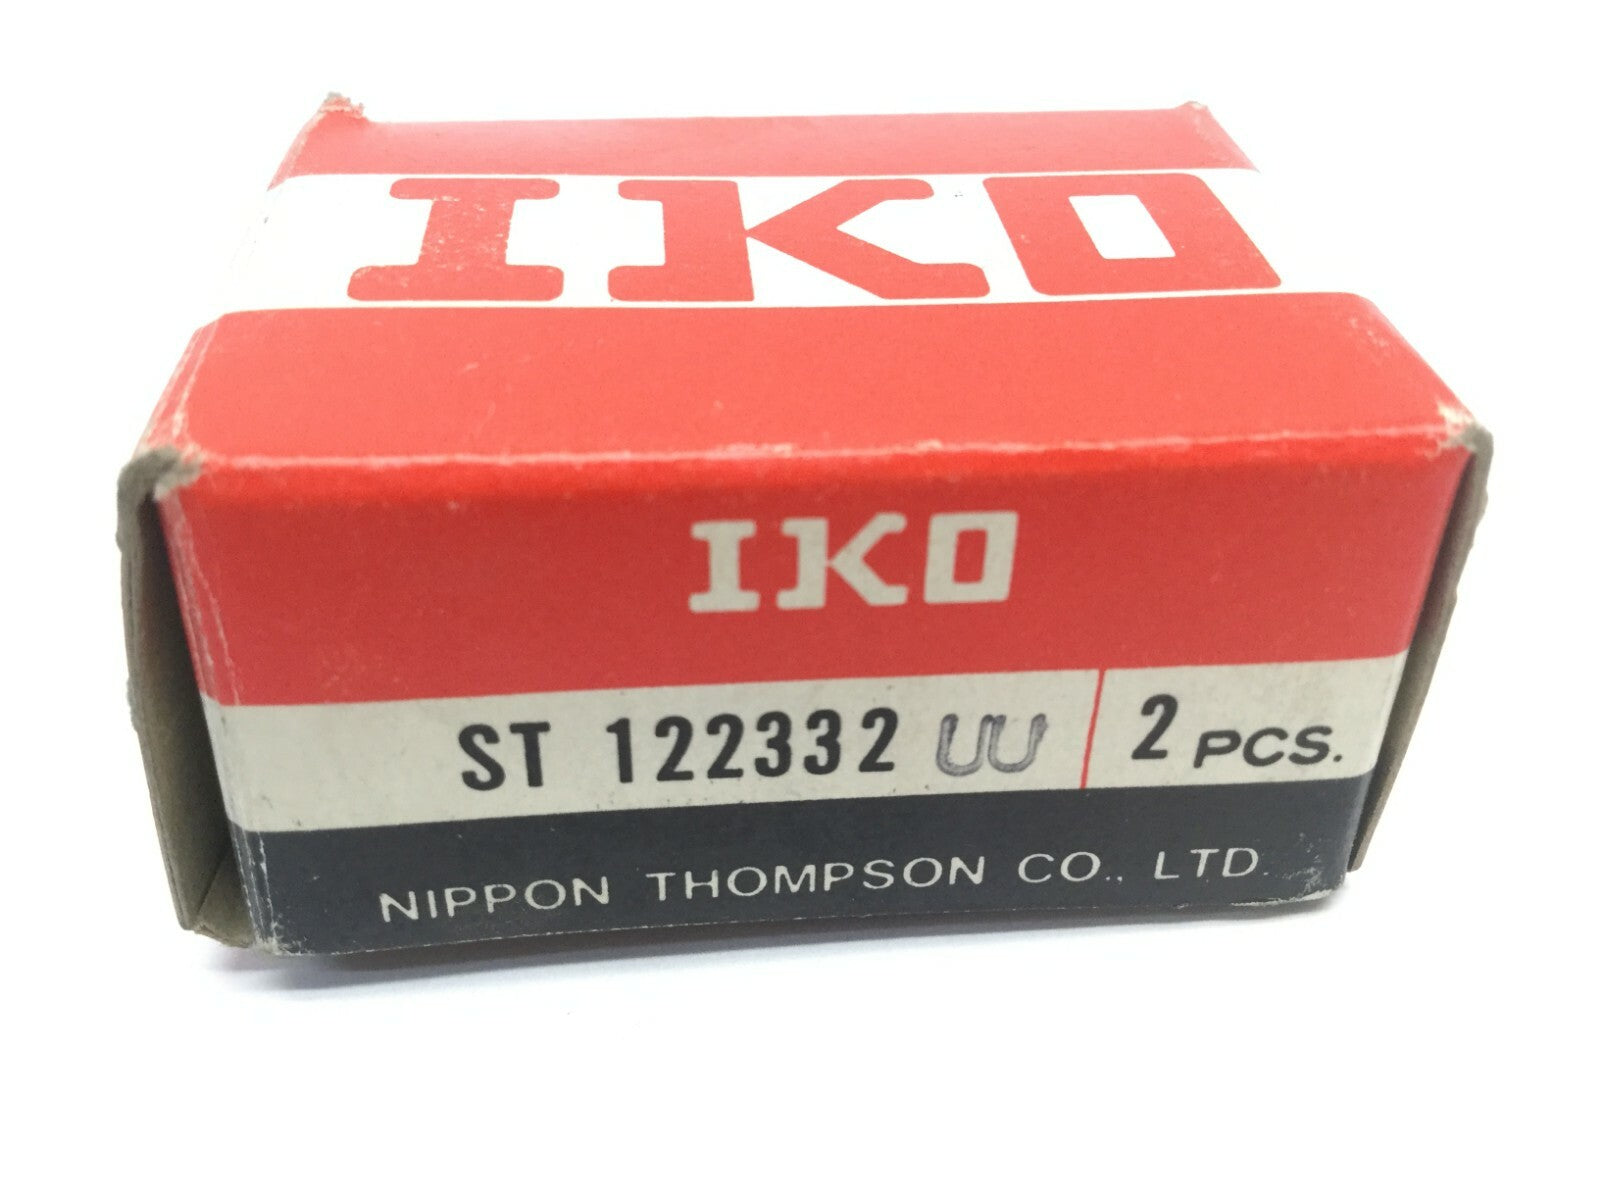 IKO
IKO
ST 122332 UU 2 PCS.
NIPPON THOMPSON CO., LTD.